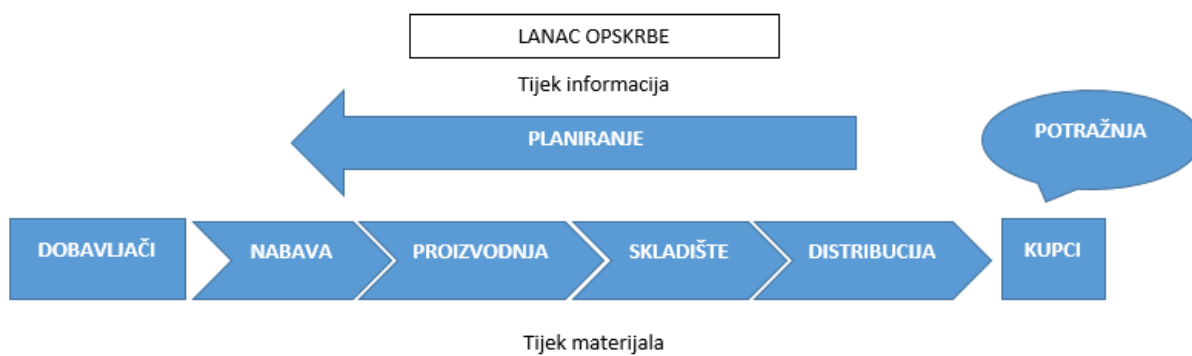 LANAC OPSKRBE
Tijek informacija
PLANIRANJE
POTRAŽNJA
DOBAVLJAČI
NABAVA
PROIZVODNJA
SKLADIŠTE
DISTRIBUCIJA
KUPCI
Tijek materijala